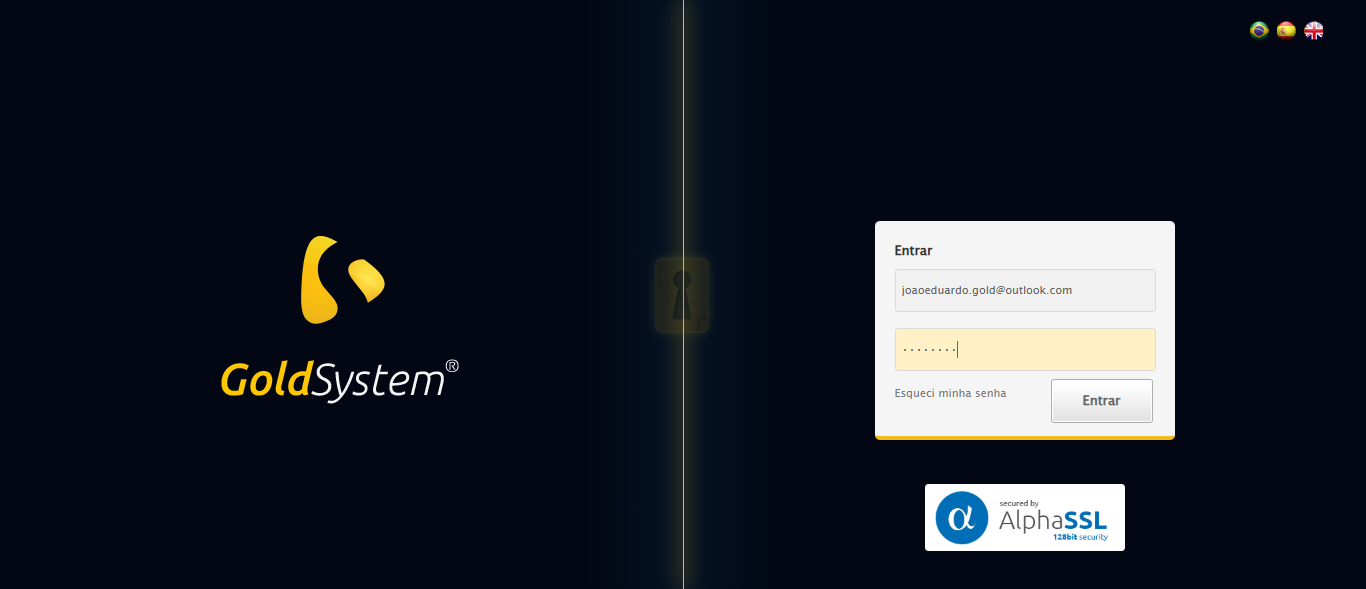 GoldSystem®
Entrar
joaoeduardo.gold@outlook.com
········
Esqueci minha senha
Entrar
α
secured by
AlphaSSL
128bit security